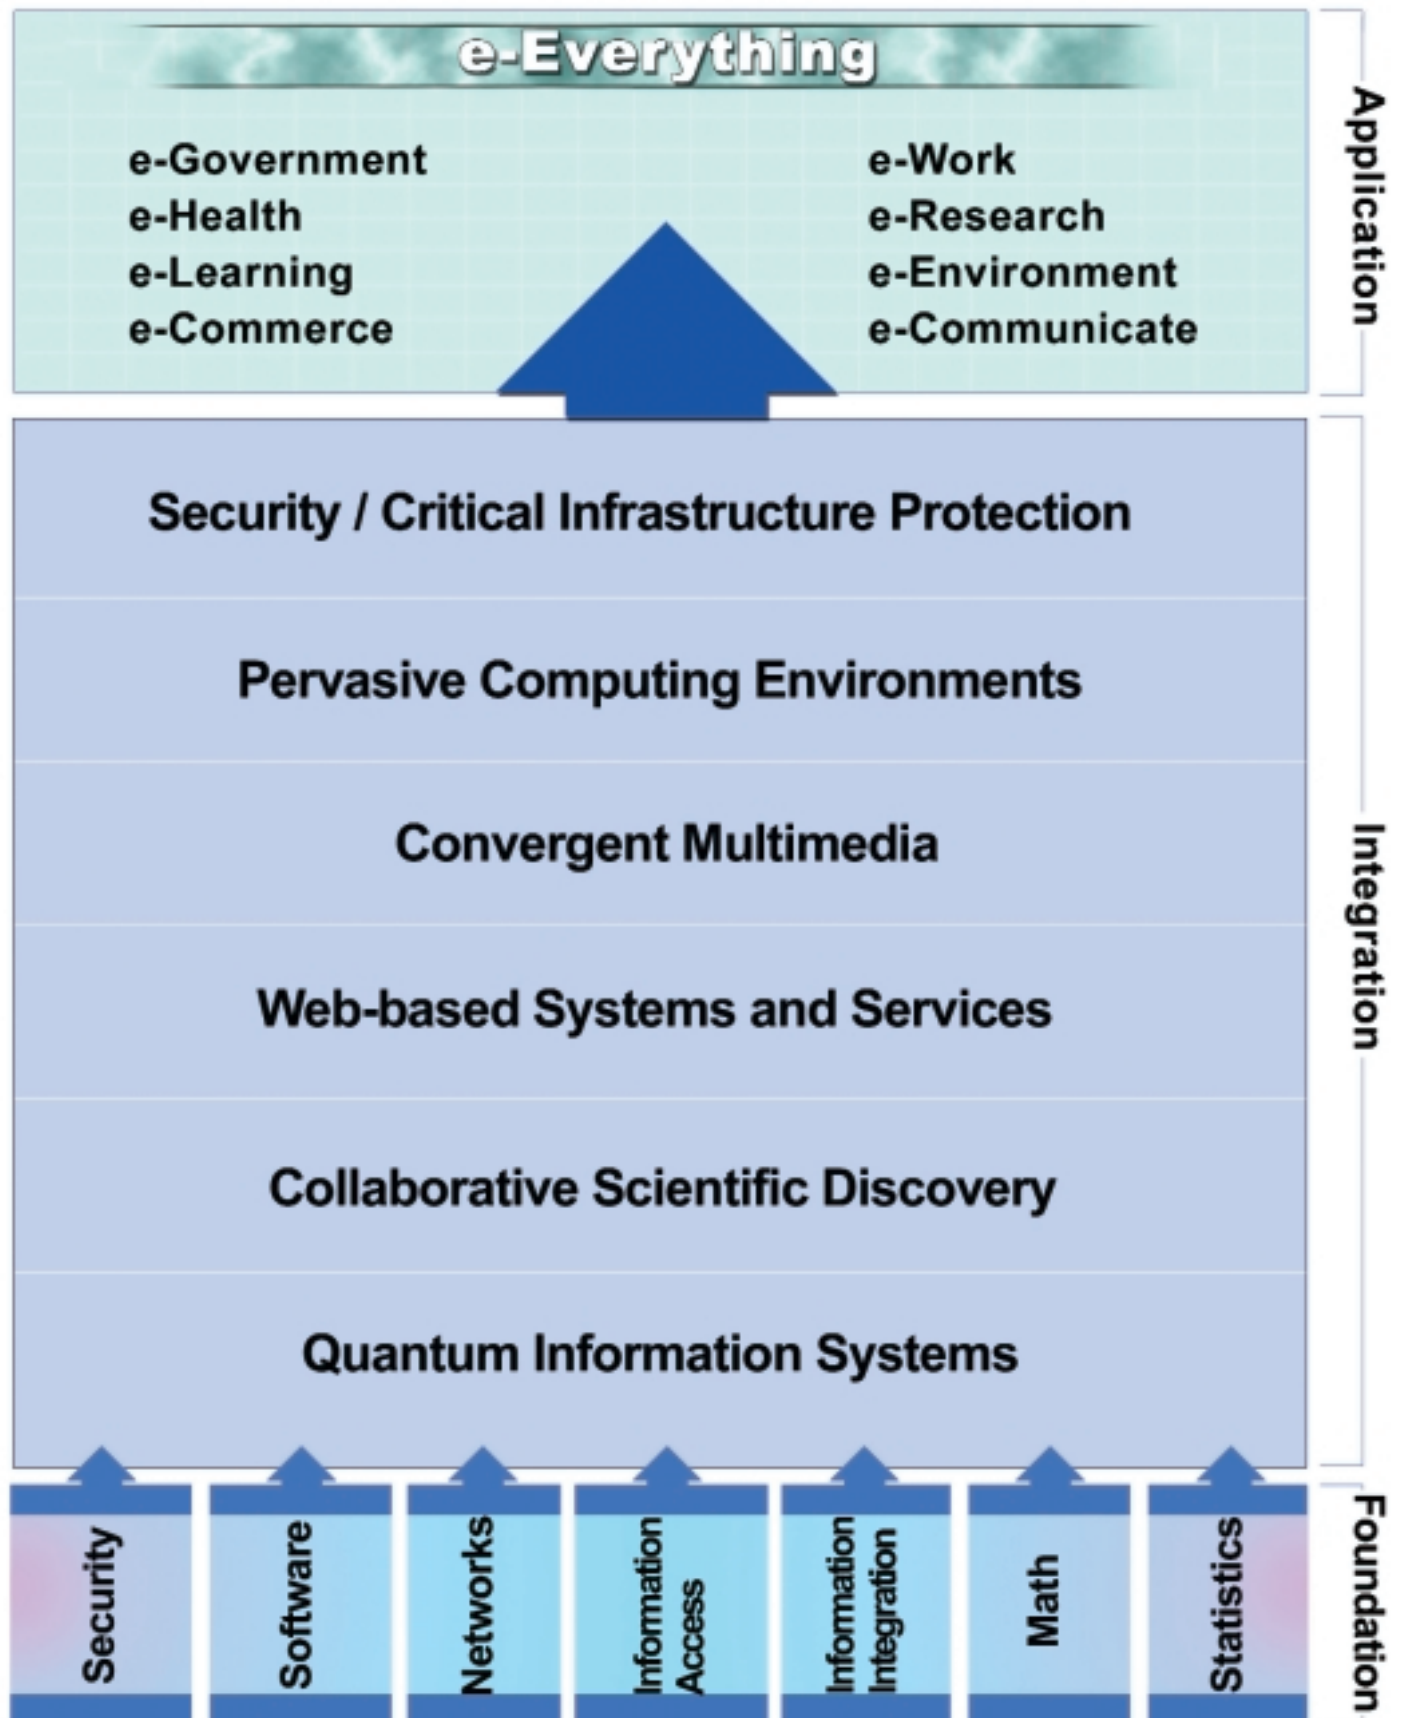 e-Everything
e-Government
e-Health
e-Learning
e-Commerce
e-Work
e-Research
e-Environment
e-Communicate
Application
Security / Critical Infrastructure Protection
Pervasive Computing Environments
Convergent Multimedia
Web-based Systems and Services
Collaborative Scientific Discovery
Quantum Information Systems
Integration
Security
Software
Networks
Information
Access
Information
Integration
Math
Statistics
Foundation